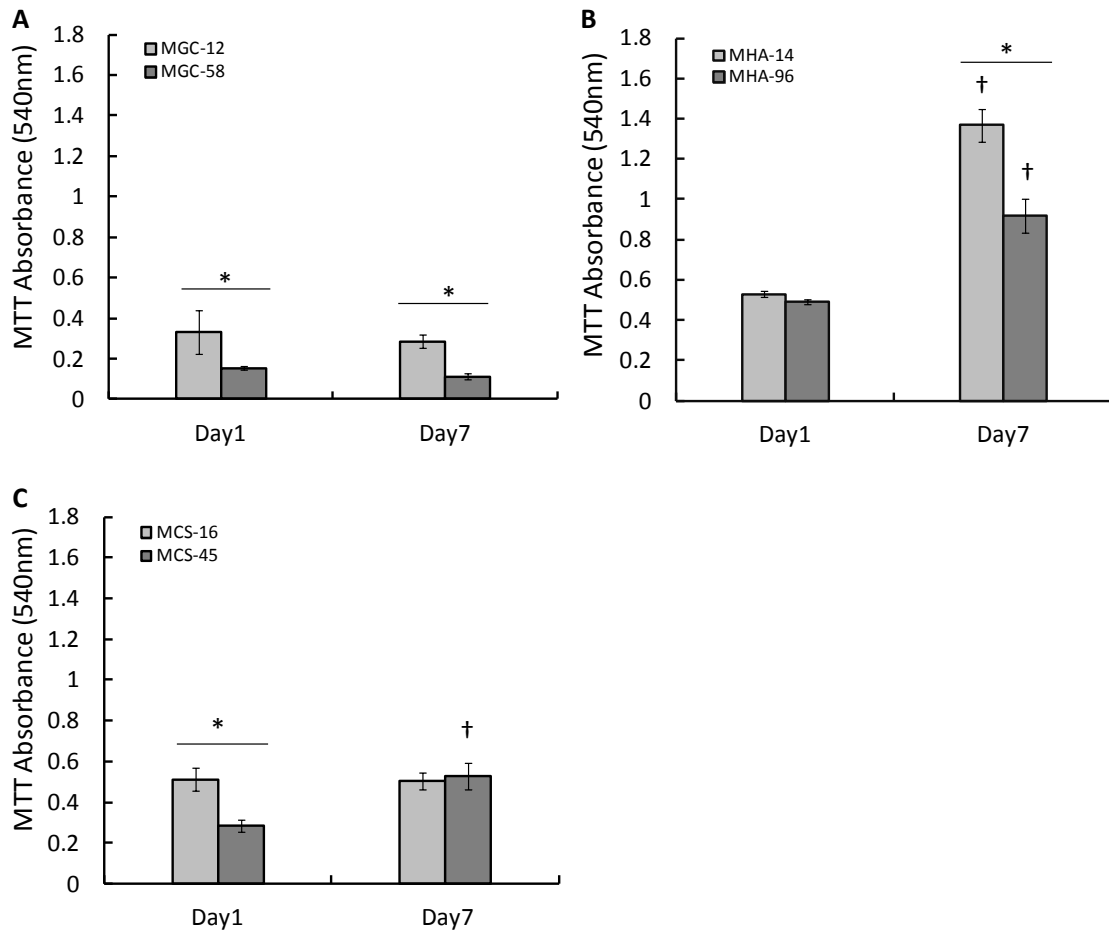 A
MTT Absorbance (540nm)
1.8
1.6
1.4
1.2
1
0.8
0.6
0.4
0.2
0
MGC-12
MGC-58
*
*
Day1
Day7
B
MTT Absorbance (540nm)
1.8
1.6
1.4
1.2
1
0.8
0.6
0.4
0.2
0
MHA-14
MHA-96
*
†
†
Day1
Day7
C
MTT Absorbance (540nm)
1.8
1.6
1.4
1.2
1
0.8
0.6
0.4
0.2
0
MCS-16
MCS-45
*
†
Day1
Day7